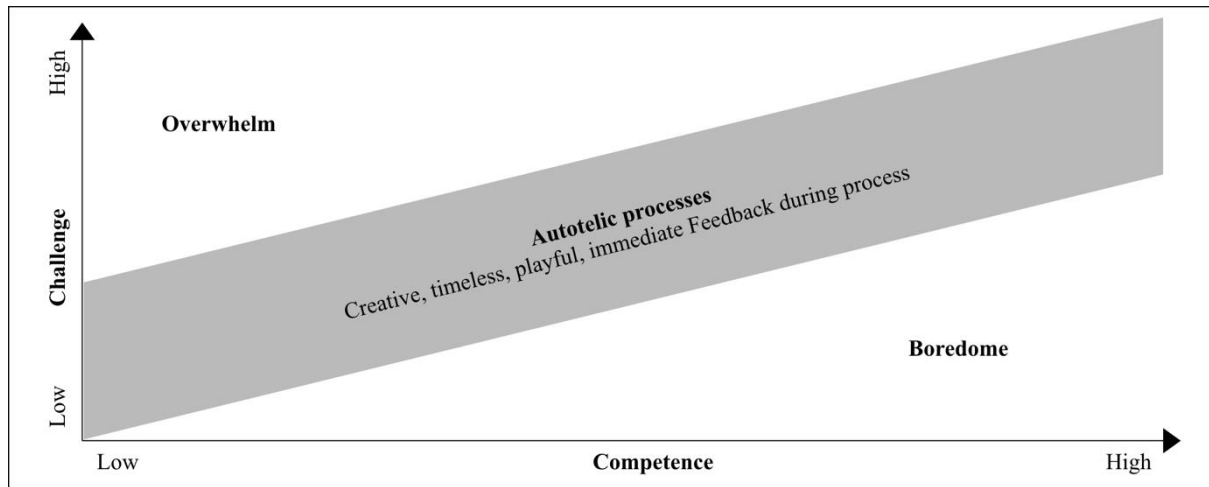 High
Overwhelm
Autotelic processes
Creative, timeless, playful, immediate Feedback during process
Challenge
Boredome
Low
Low
Competence
High